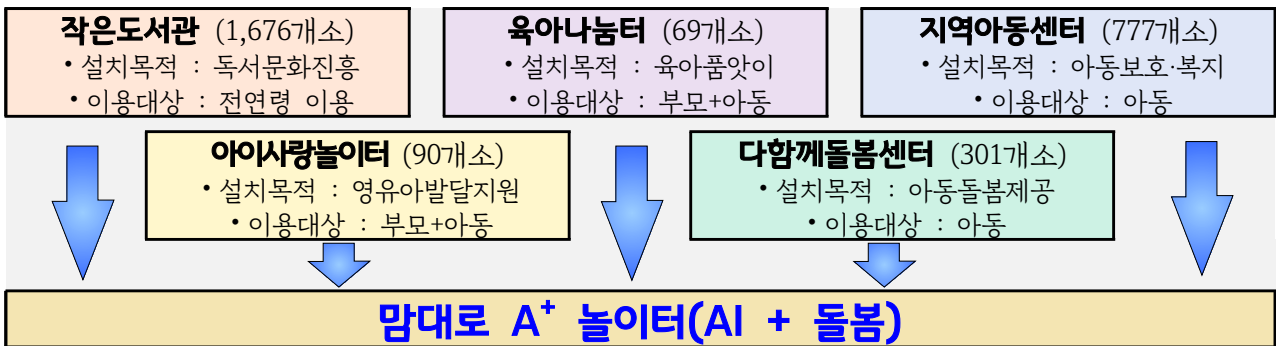 작은도서관 (1,676개소)
• 설치목적 : 독서문화진흥
• 이용대상 : 전연령 이용
육아나눔터 (69개소)
• 설치목적 : 육아품앗이
• 이용대상 : 부모+아동
지역아동센터 (777개소)
• 설치목적 : 아동보호·복지
• 이용대상 : 아동
아이사랑놀이터 (90개소)
• 설치목적 : 영유아발달지원
• 이용대상 : 부모+아동
다함께돌봄센터 (301개소)
• 설치목적 : 아동돌봄제공
• 이용대상 : 아동
맘대로 A⁺ 놀이터(AI + 돌봄)